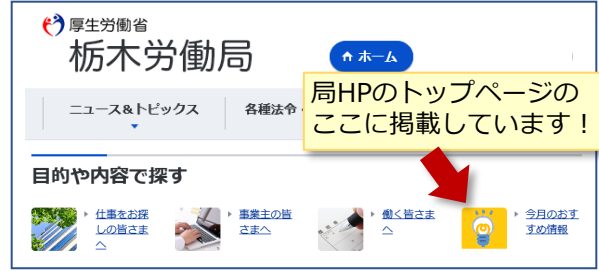 厚生労働省
栃木労働局
ホーム
ニュース&トピックス
各種法令・
局HPのトップページの
ここに掲載しています！
目的や内容で探す
仕事をお探
しの皆さま
へ
事業主の皆
さまへ
働く皆さま
へ
今月のおす
すめ情報